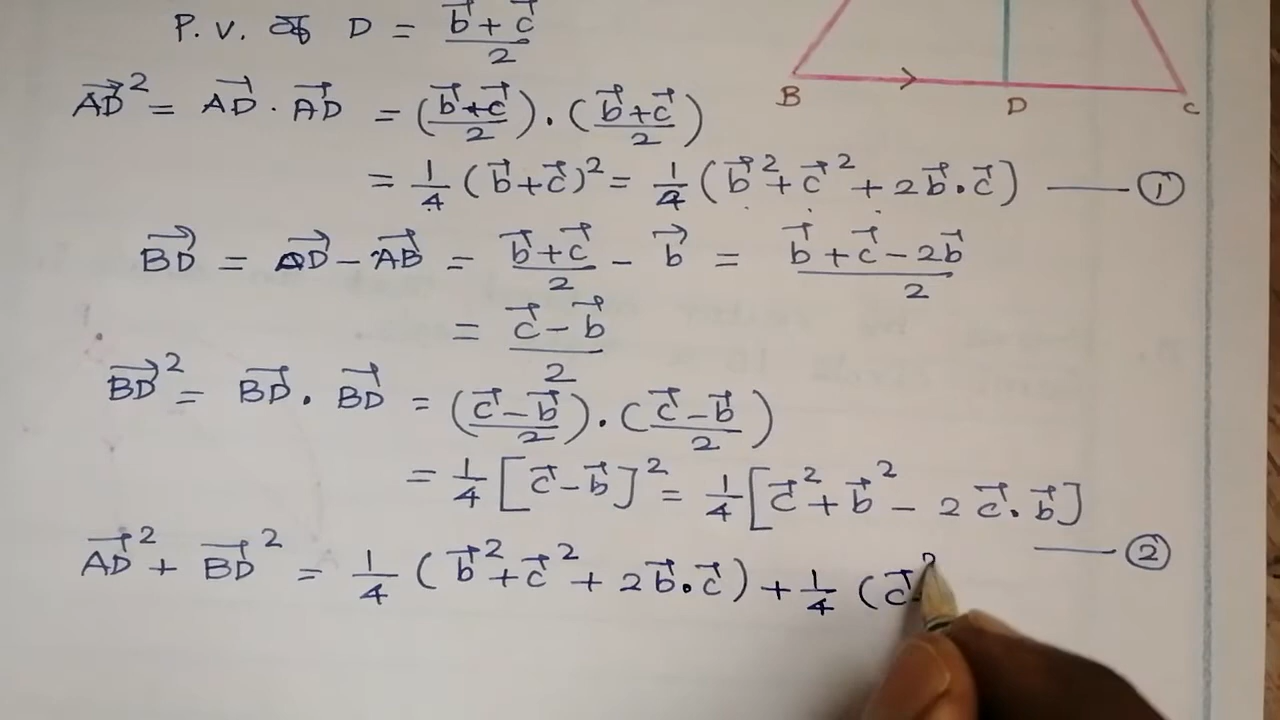 P. v. of D = (b⃗ + c⃗)/2
B D C
AD⃗² = AD⃗ · AD⃗ = ((b⃗+c⃗)/2) · ((b⃗+c⃗)/2)
= 1/4 (b⃗+c⃗)² = 1/4 (b⃗² + c⃗² + 2b⃗·c⃗) —— ①
BD⃗ = AD⃗ − AB⃗ = (b⃗+c⃗)/2 − b⃗ = (b⃗ + c⃗ − 2b⃗)/2
= (c⃗ − b⃗)/2
BD⃗² = BD⃗ · BD⃗ = ((c⃗−b⃗)/2) · ((c⃗−b⃗)/2)
= 1/4 [c⃗−b⃗]² = 1/4 [c⃗² + b⃗² − 2c⃗·b⃗]
—— ②
AD⃗² + BD⃗² = 1/4 (b⃗² + c⃗² + 2b⃗·c⃗) + 1/4 (c⃗²